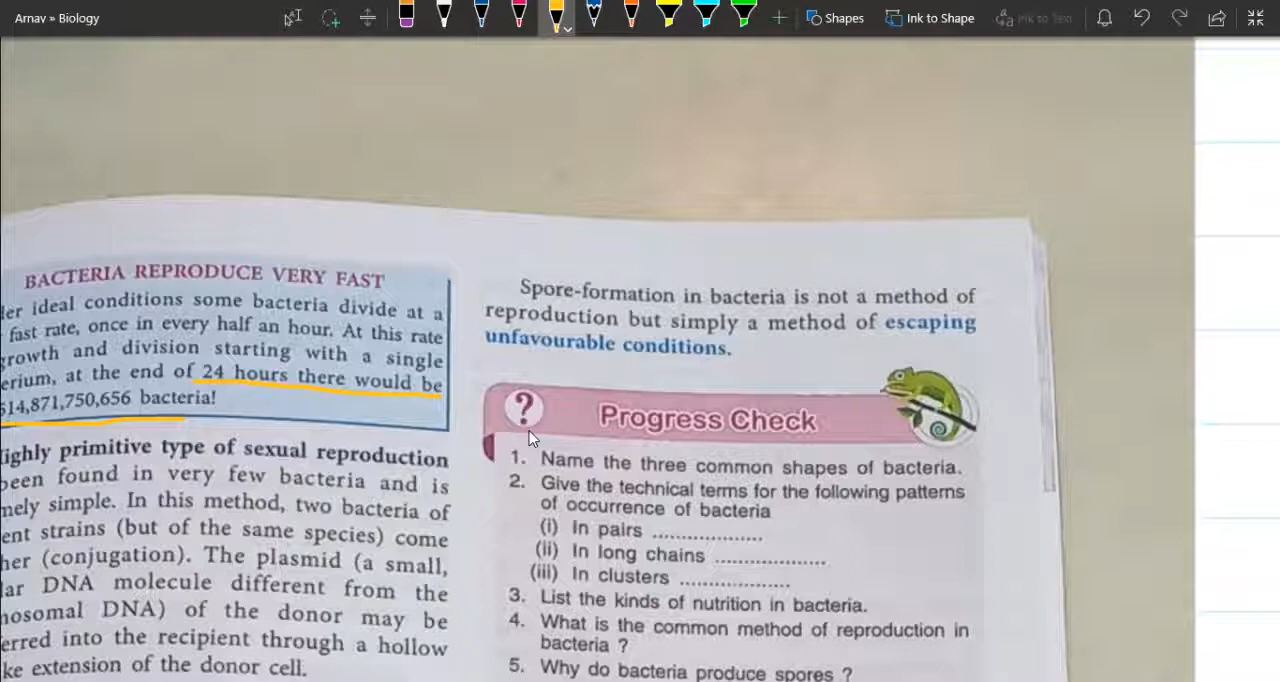 Arnav » Biology
Shapes
Ink to Shape
Ink to Text
BACTERIA REPRODUCE VERY FAST
ideal conditions some bacteria divide at a
fast rate, once in every half an hour. At this rate
growth and division starting with a single
at the end of 24 hours there would be
514,871,750,656 bacteria!
highly primitive type of sexual reproduction
been found in very few bacteria and is
simple. In this method, two bacteria of
strains (but of the same species) come
(conjugation). The plasmid (a small,
DNA molecule different from the
DNA) of the donor may be
into the recipient through a hollow
extension of the donor cell.
Spore-formation in bacteria is not a method of
reproduction but simply a method of escaping
unfavourable conditions.
? Progress Check
1. Name the three common shapes of bacteria.
2. Give the technical terms for the following patterns
of occurrence of bacteria
(i) In pairs ...................
(ii) In long chains ...................
(iii) In clusters ...................
3. List the kinds of nutrition in bacteria.
4. What is the common method of reproduction in
bacteria ?
5. Why do bacteria produce spores ?